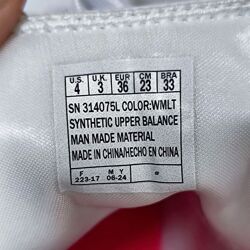 U.S. U.K. EUR CM BRA
4 3 36 23 33
SN 314075L COLOR:WMLT
SYNTHETIC UPPER BALANCE
MAN MADE MATERIAL
MADE IN CHINA/HECHO EN CHINA
F M Y
223-17 06-24